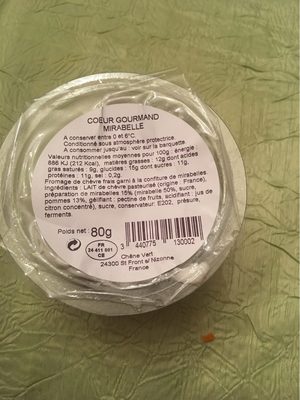 COEUR GOURMAND
MIRABELLE
A conserver entre 0 et 6°C.
Conditionné sous atmosphère protectrice.
A consommer jusqu'au : voir sur la barquette
Valeurs nutritionnelles moyennes pour 100g : énergie :
886 KJ (212 Kcal), matières grasses : 12g dont acides
gras saturés : 8g, glucides : 15g dont sucres : 11g,
protéines : 11g, sel : 0,2g
Fromage de chèvre frais garni à la confiture de mirabelles
Ingrédients : LAIT de chèvre pasteurisé (origine : France),
préparation de mirabelles 15% (mirabelle 50%, sucre,
pommes 13%, gélifiant : pectine de fruits, acidifiant : jus de
citron concentré), sucre, conservateur: E202, présure,
ferments.
Poids net : 80g
FR
24 411 001
CE
3 440775 130002
Chêne Vert
24300 St Front s/ Nizonne
France